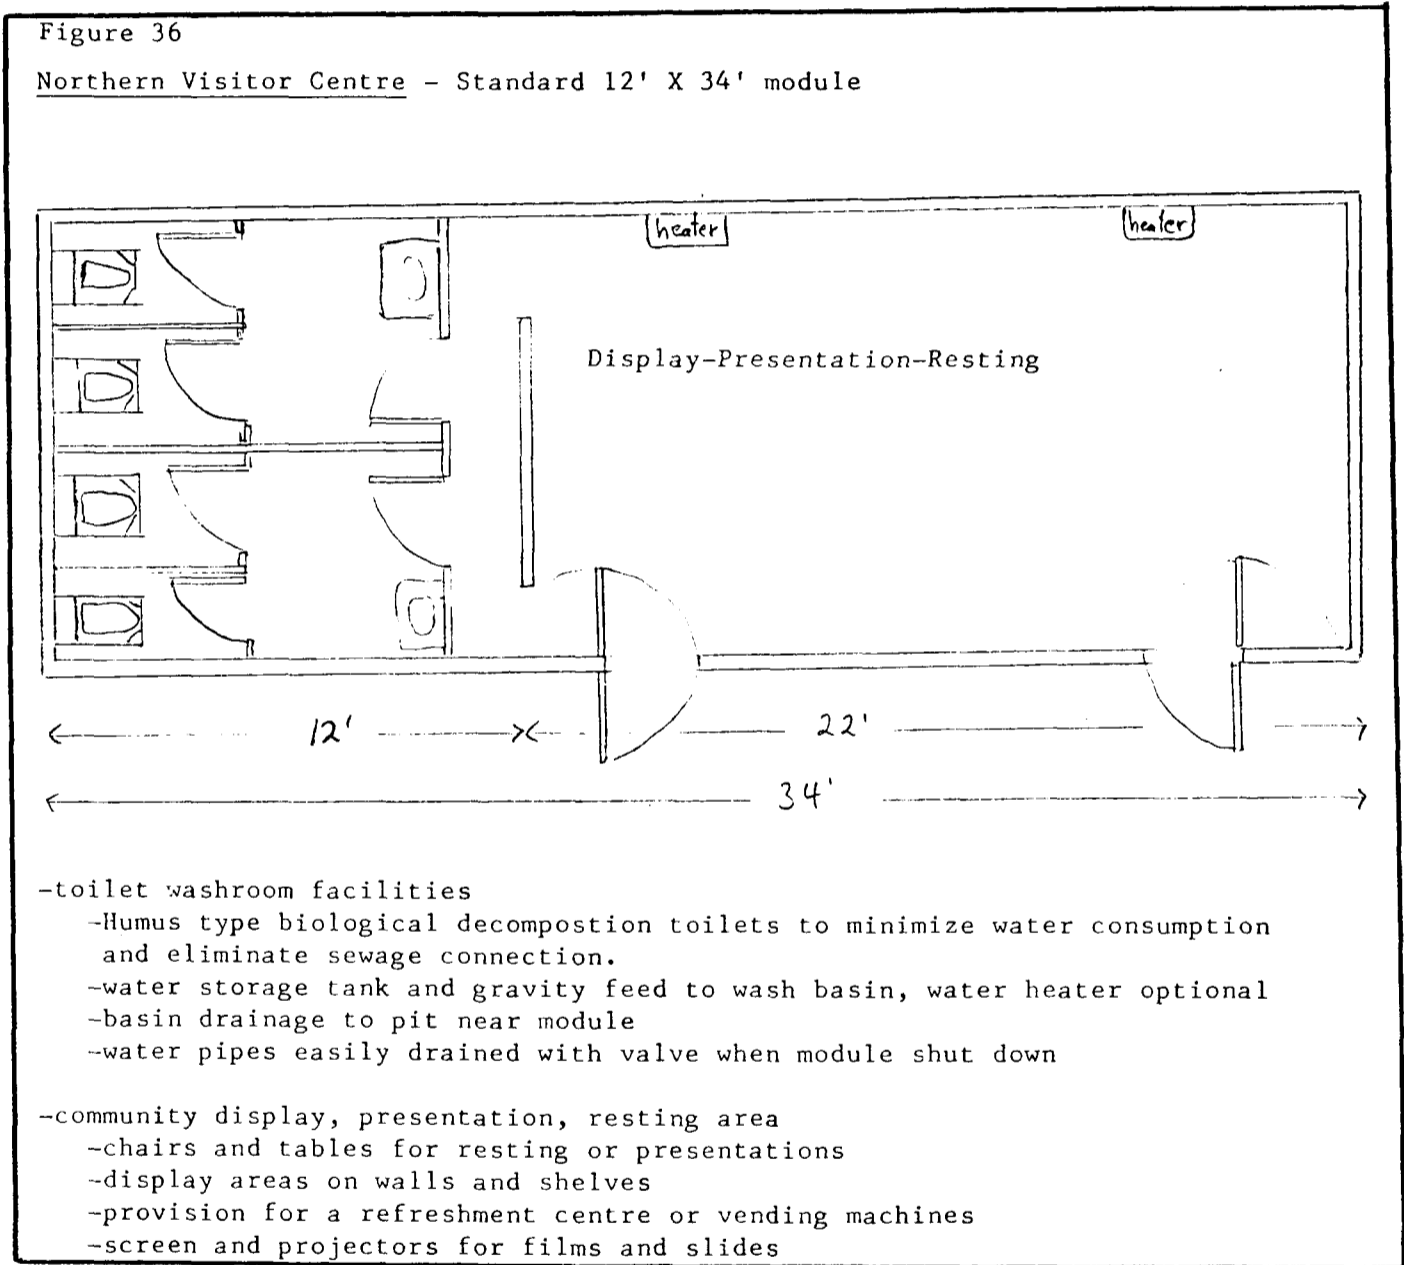 Figure 36
Northern Visitor Centre - Standard 12' X 34' module
heater
heater
Display-Presentation-Resting
12'
22'
34'
-toilet washroom facilities
-Humus type biological decompostion toilets to minimize water consumption
and eliminate sewage connection.
-water storage tank and gravity feed to wash basin, water heater optional
-basin drainage to pit near module
-water pipes easily drained with valve when module shut down
-community display, presentation, resting area
-chairs and tables for resting or presentations
-display areas on walls and shelves
-provision for a refreshment centre or vending machines
-screen and projectors for films and slides